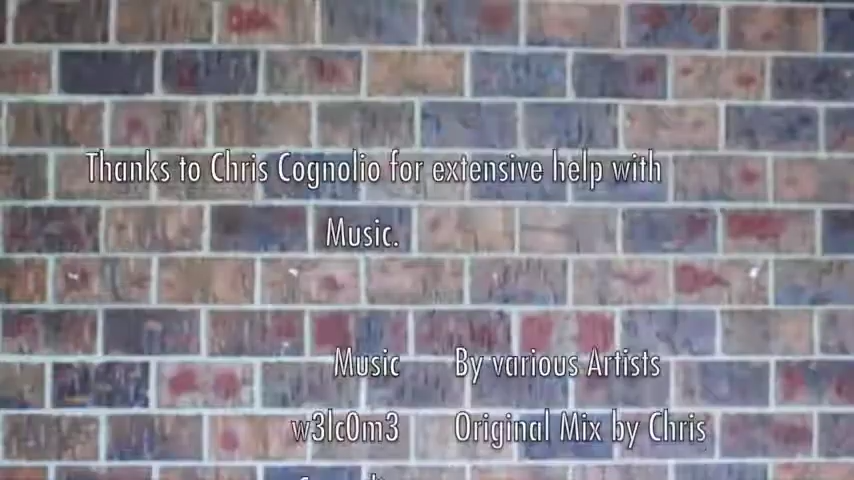 Thanks to Chris Cognolio for extensive help with
Music.
Music By various Artists
w3lc0m3 Original Mix by Chris